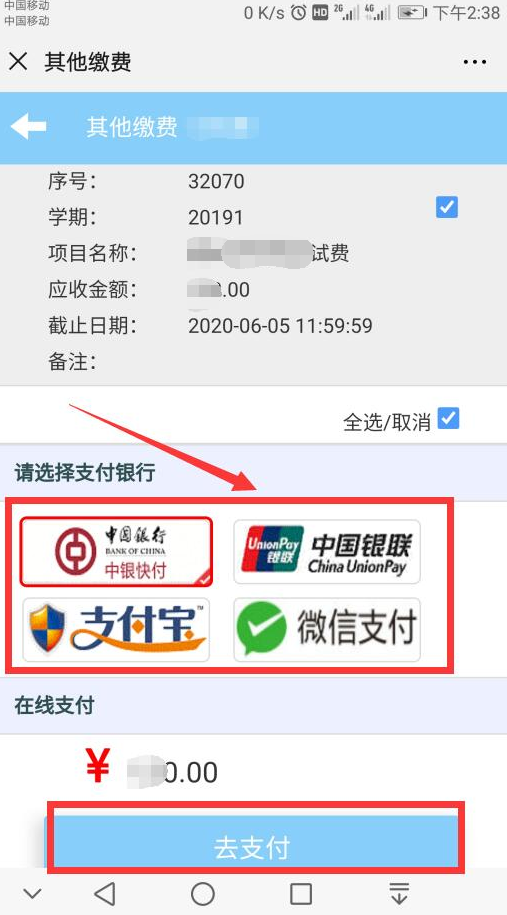 中国移动
中国移动
0 K/s HD 2G 4G 下午2:38
其他缴费
其他缴费
序号： 32070
学期： 20191
项目名称： 试费
应收金额： .00
截止日期： 2020-06-05 11:59:59
备注：
全选/取消
请选择支付银行
中国银行
BANK OF CHINA
中银快付
UnionPay
银联
中国银联
China UnionPay
支付宝™
微信支付
在线支付
¥ 0.00
去支付